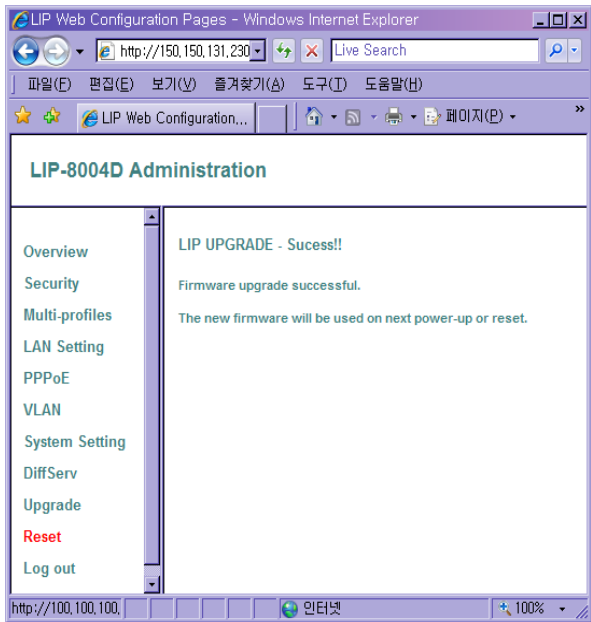 LIP Web Configuration Pages - Windows Internet Explorer
http://150,150,131,230
Live Search
파일(F) 편집(E) 보기(V) 즐겨찾기(A) 도구(T) 도움말(H)
LIP Web Configuration,,, 페이지(P) »
LIP-8004D Administration
Overview
Security
Multi-profiles
LAN Setting
PPPoE
VLAN
System Setting
DiffServ
Upgrade
Reset
Log out
LIP UPGRADE - Sucess!!
Firmware upgrade successful.
The new firmware will be used on next power-up or reset.
http://100,100,100, 인터넷 100%